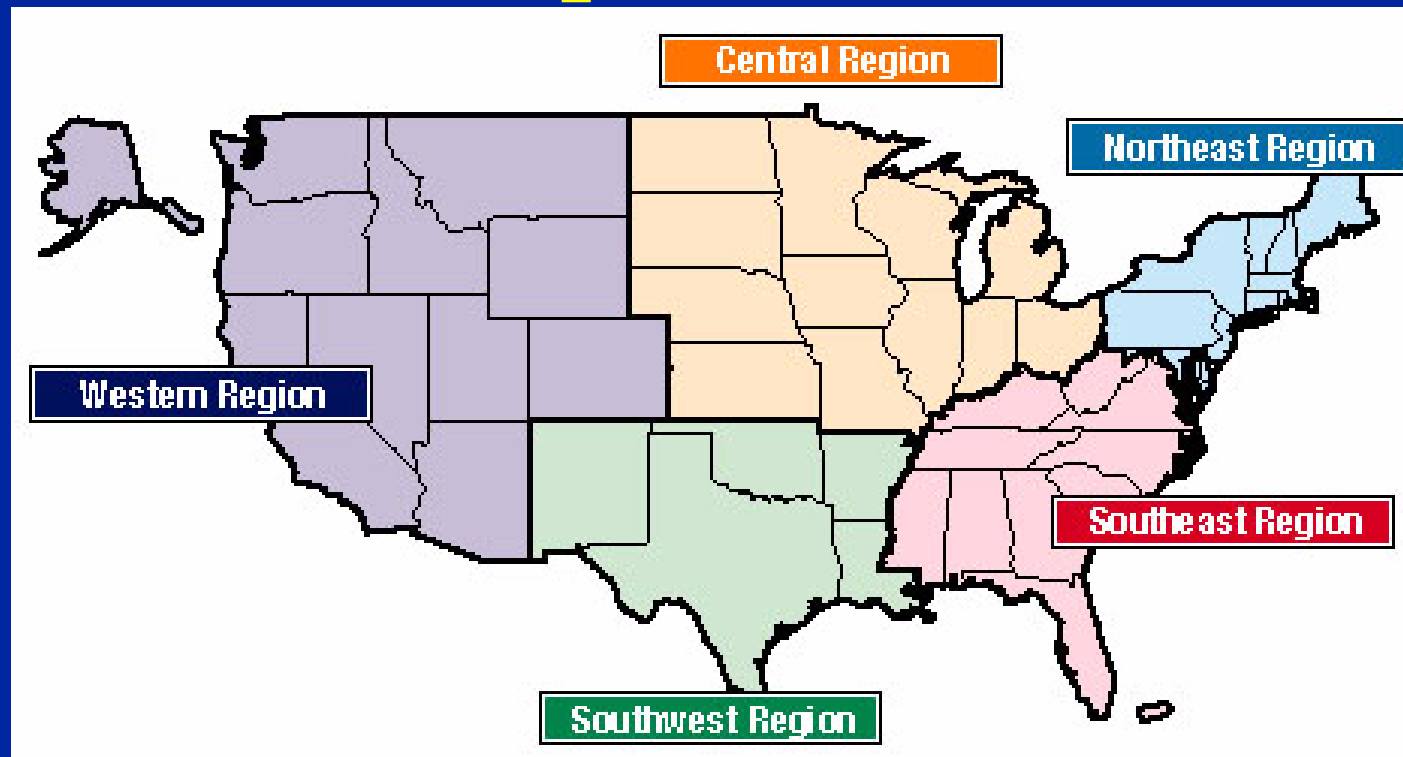 Central Region
Northeast Region
Western Region
Southeast Region
Southwest Region